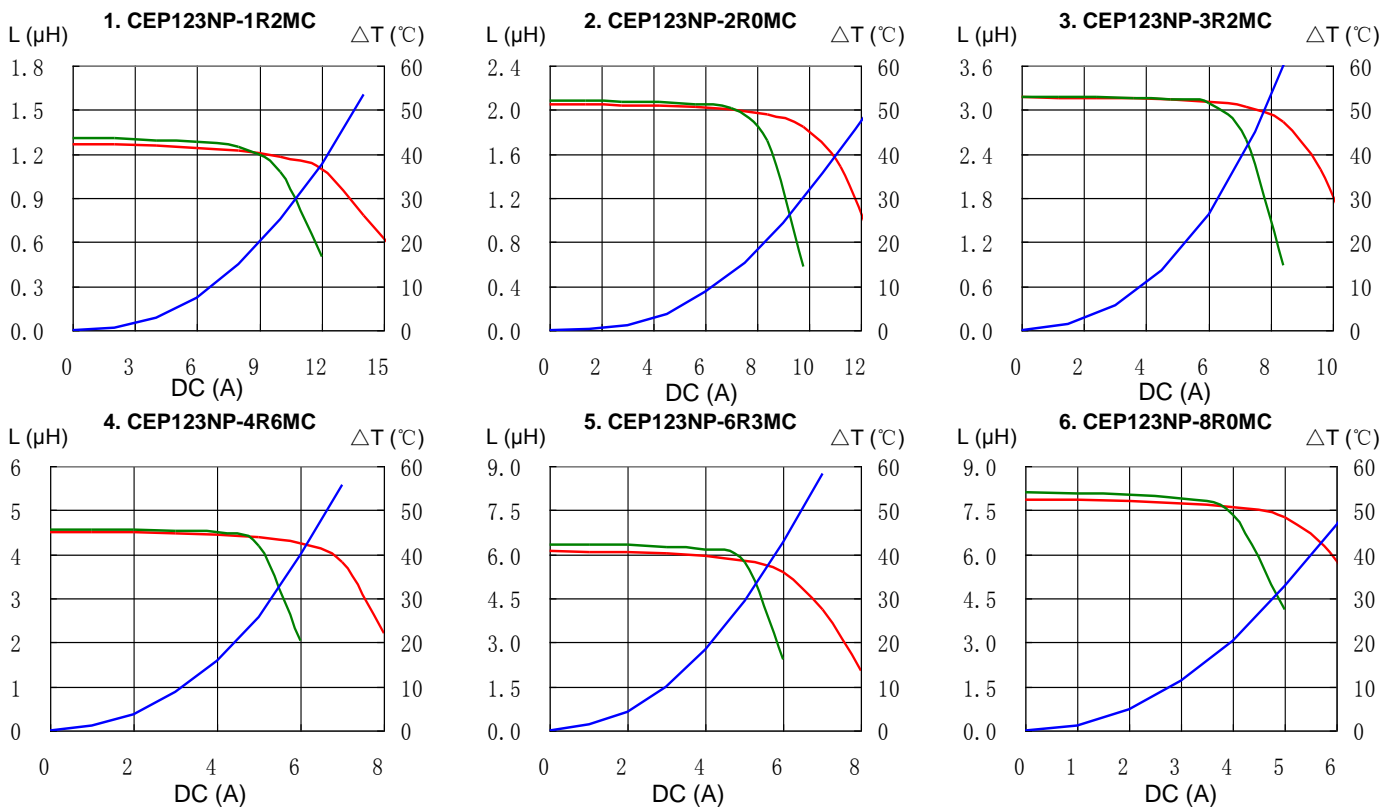 1. CEP123NP-1R2MC
L (μH) △T (℃)
1.8 60
1.5 50
1.2 40
0.9 30
0.6 20
0.3 10
0.0 0
0 3 6 9 12 15
DC (A)
2. CEP123NP-2R0MC
L (μH) △T (℃)
2.4 60
2.0 50
1.6 40
1.2 30
0.8 20
0.4 10
0.0 0
0 2 4 6 8 10 12
DC (A)
3. CEP123NP-3R2MC
L (μH) △T (℃)
3.6 60
3.0 50
2.4 40
1.8 30
1.2 20
0.6 10
0.0 0
0 2 4 6 8 10
DC (A)
4. CEP123NP-4R6MC
L (μH) △T (℃)
6 60
5 50
4 40
3 30
2 20
1 10
0 0
0 2 4 6 8
DC (A)
5. CEP123NP-6R3MC
L (μH) △T (℃)
9.0 60
7.5 50
6.0 40
4.5 30
3.0 20
1.5 10
0.0 0
0 2 4 6 8
DC (A)
6. CEP123NP-8R0MC
L (μH) △T (℃)
9.0 60
7.5 50
6.0 40
4.5 30
3.0 20
1.5 10
0.0 0
0 1 2 3 4 5 6
DC (A)